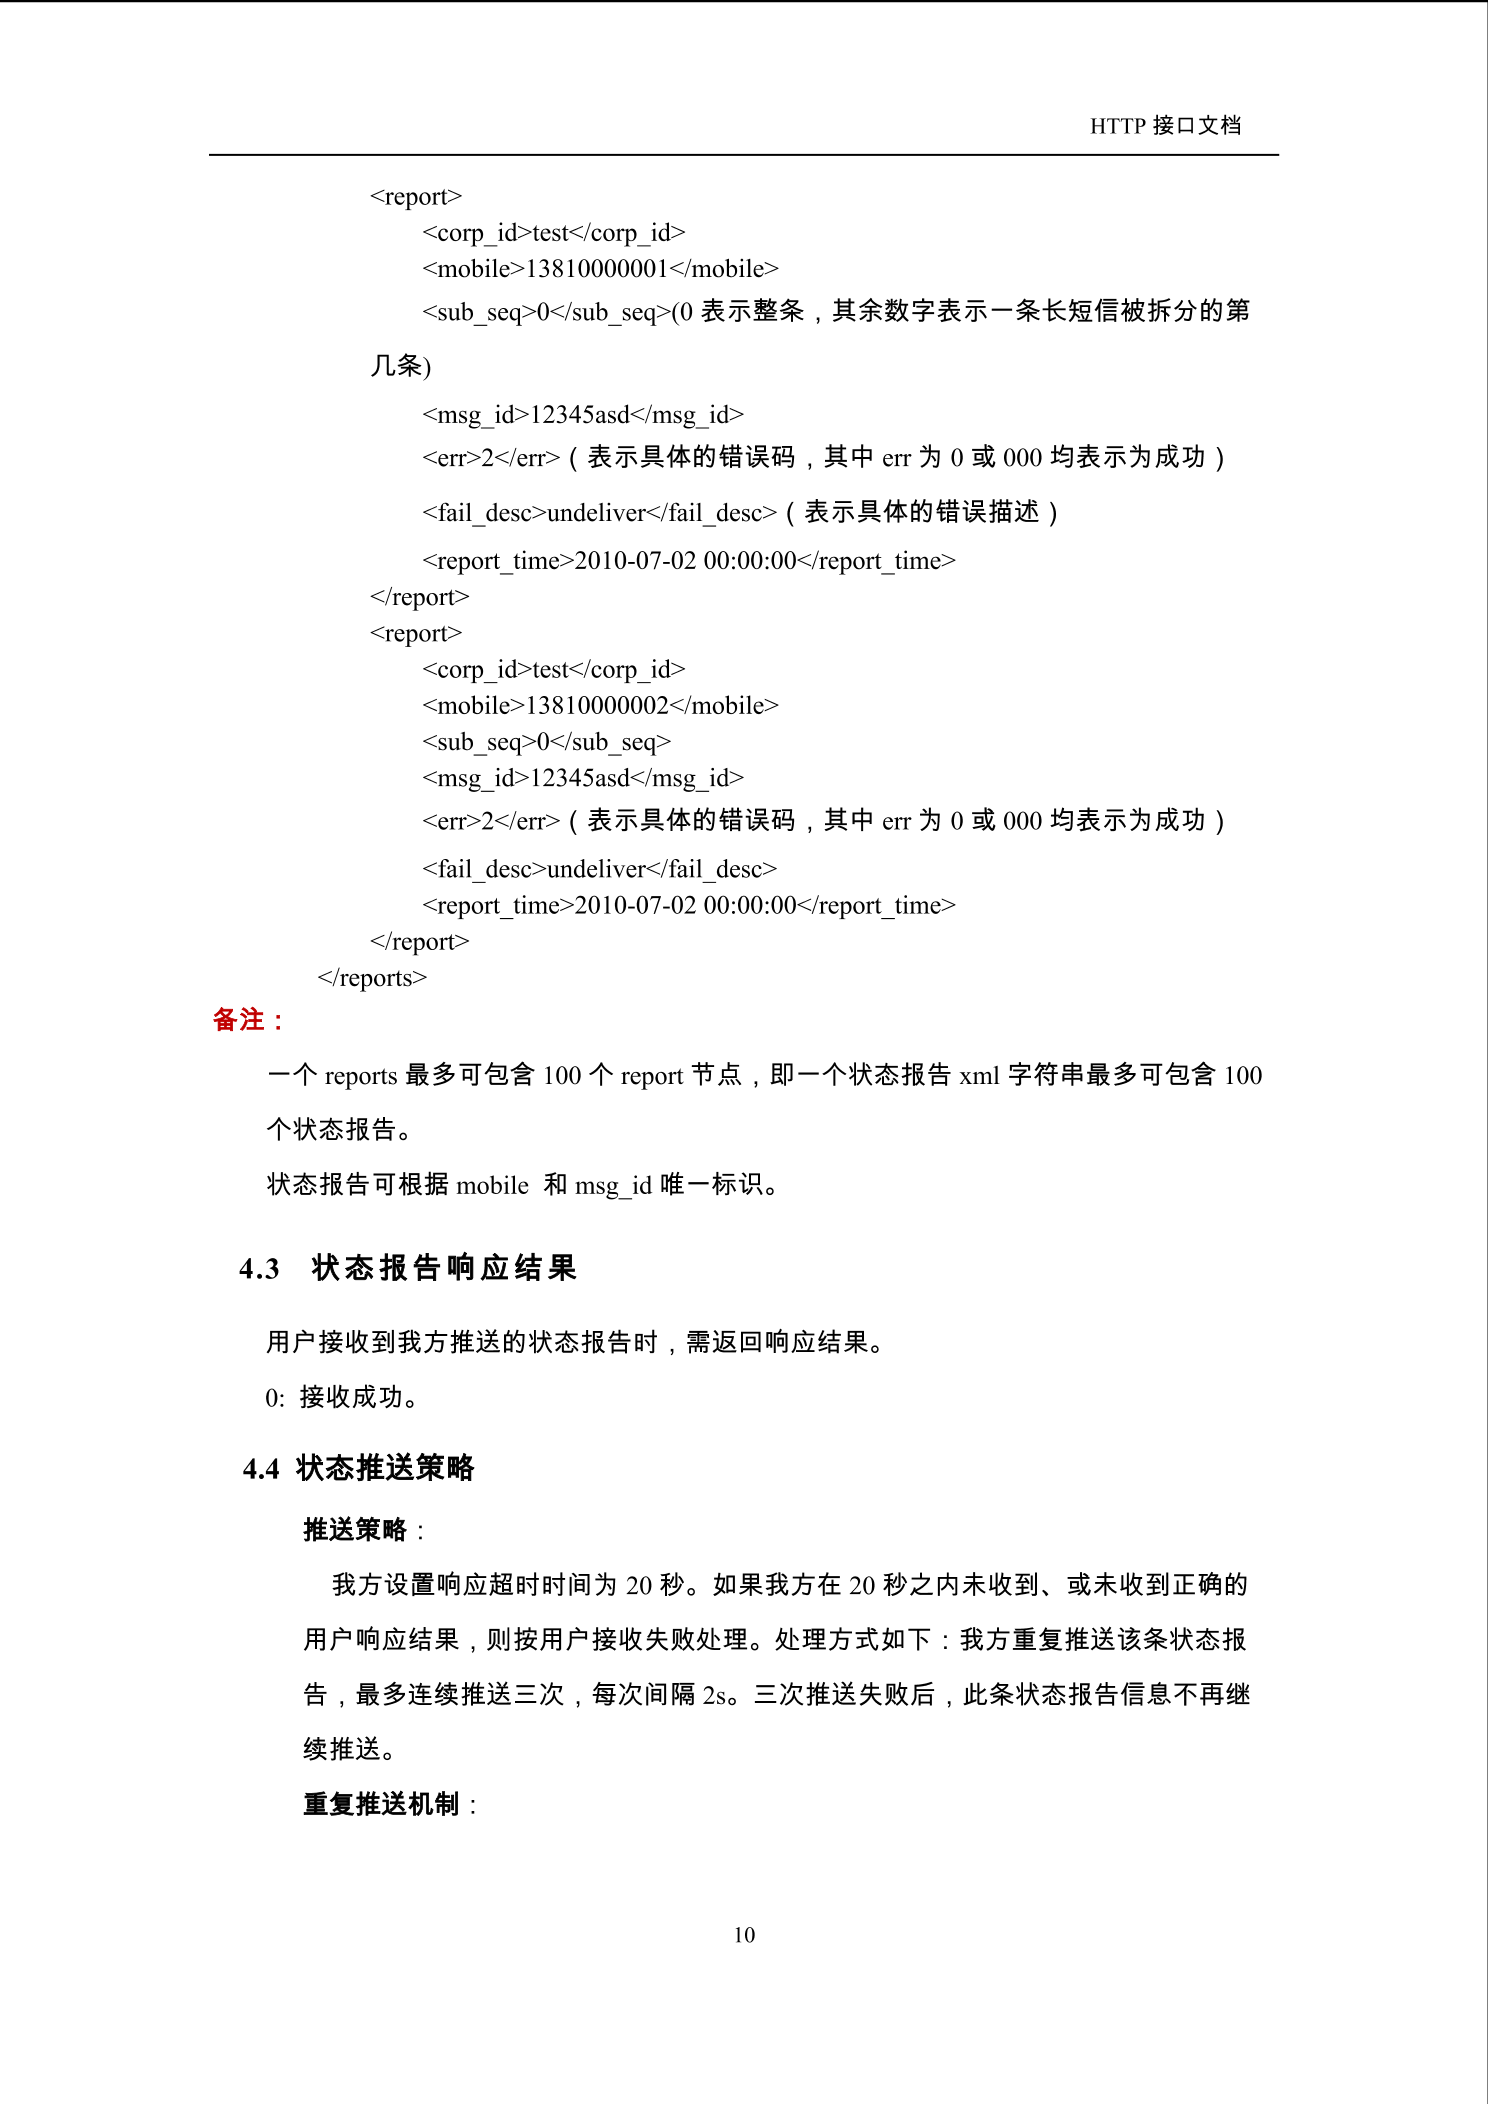 HTTP 接口文档
<report>
<corp_id>test</corp_id>
<mobile>13810000001</mobile>
<sub_seq>0</sub_seq>(0 表示整条，其余数字表示一条长短信被拆分的第
几条)
<msg_id>12345asd</msg_id>
<err>2</err>（表示具体的错误码，其中 err 为 0 或 000 均表示为成功）
<fail_desc>undeliver</fail_desc>（表示具体的错误描述）
<report_time>2010-07-02 00:00:00</report_time>
</report>
<report>
<corp_id>test</corp_id>
<mobile>13810000002</mobile>
<sub_seq>0</sub_seq>
<msg_id>12345asd</msg_id>
<err>2</err>（表示具体的错误码，其中 err 为 0 或 000 均表示为成功）
<fail_desc>undeliver</fail_desc>
<report_time>2010-07-02 00:00:00</report_time>
</report>
</reports>
备注：
一个 reports 最多可包含 100 个 report 节点，即一个状态报告 xml 字符串最多可包含 100
个状态报告。
状态报告可根据 mobile 和 msg_id 唯一标识。
4.3 状态报告响应结果
用户接收到我方推送的状态报告时，需返回响应结果。
0: 接收成功。
4.4 状态推送策略
推送策略：
我方设置响应超时时间为 20 秒。如果我方在 20 秒之内未收到、或未收到正确的
用户响应结果，则按用户接收失败处理。处理方式如下：我方重复推送该条状态报
告，最多连续推送三次，每次间隔 2s。三次推送失败后，此条状态报告信息不再继
续推送。
重复推送机制：
10